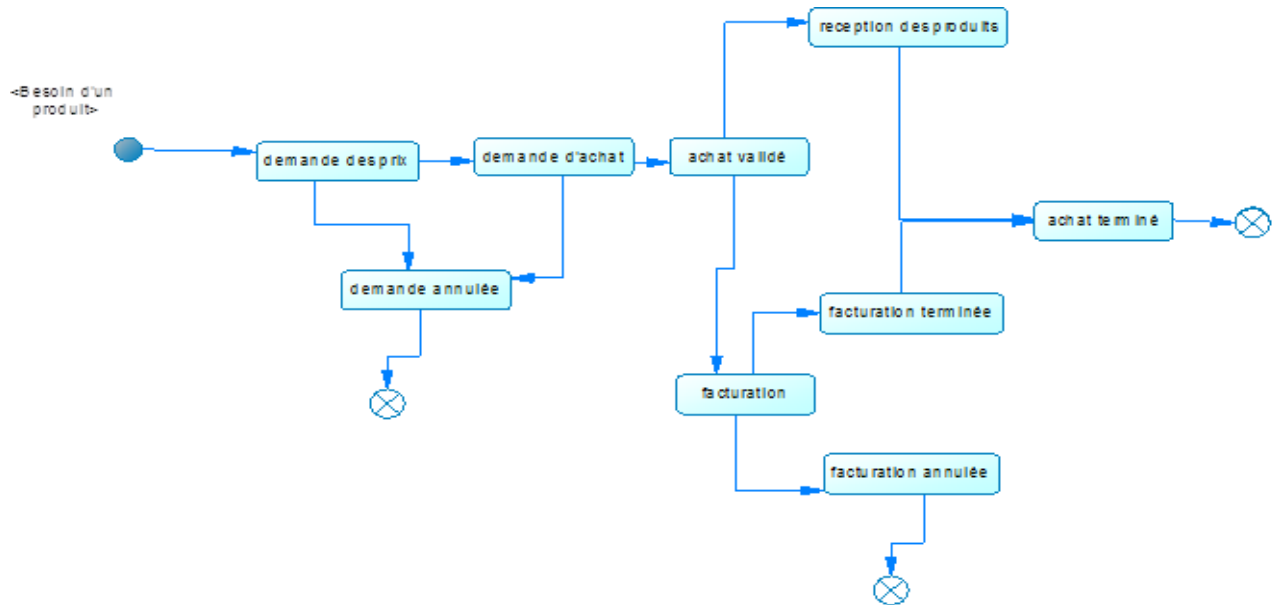 reception des produits
<Besoin d'un
produit>
demande des prix
demande d'achat
achat validé
achat terminé
demande annulée
facturation terminée
facturation
facturation annulée